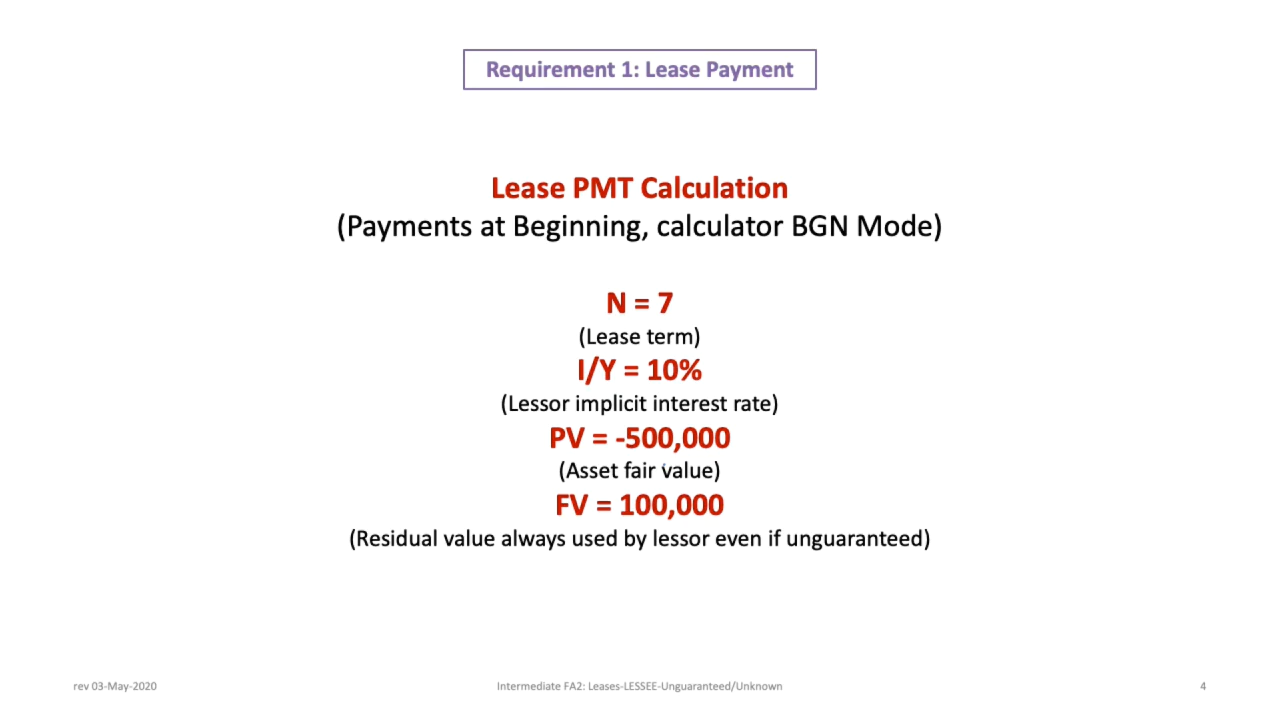 Requirement 1: Lease Payment
Lease PMT Calculation
(Payments at Beginning, calculator BGN Mode)
N = 7
(Lease term)
I/Y = 10%
(Lessor implicit interest rate)
PV = -500,000
(Asset fair value)
FV = 100,000
(Residual value always used by lessor even if unguaranteed)
rev 03-May-2020
Intermediate FA2: Leases-LESSEE-Unguaranteed/Unknown
4